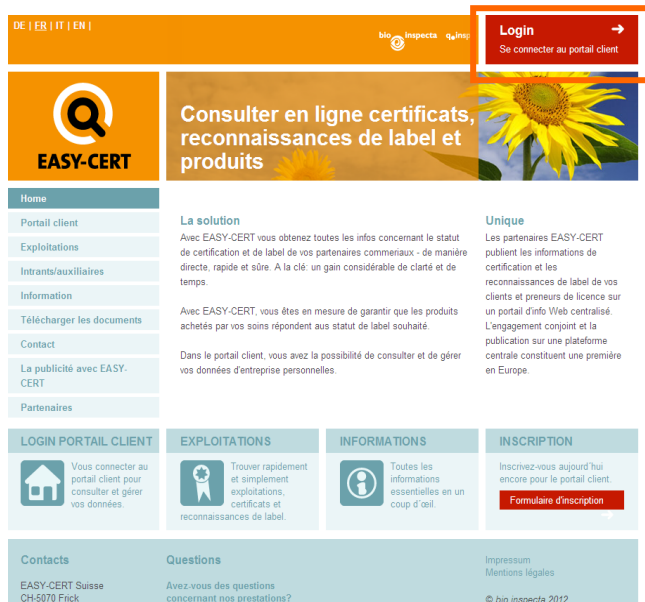 DE | FR | IT | EN |
bio inspecta q.insp
Login
Se connecter au portail client
EASY-CERT
Consulter en ligne certificats,
reconnaissances de label et
produits
Home
Portail client
Exploitations
Intrants/auxiliaires
Information
Télécharger les documents
Contact
La publicité avec EASY-
CERT
Partenaires
La solution
Avec EASY-CERT vous obtenez toutes les infos concernant le statut
de certification et de label de vos partenaires commeriaux - de manière
directe, rapide et sûre. A la clé: un gain considérable de clarté et de
temps.
Avec EASY-CERT, vous êtes en mesure de garantir que les produits
achetés par vos soins répondent aus statut de label souhaité.
Dans le portail client, vous avez la possibilité de consulter et de gérer
vos données d'entreprise personnelles.
Unique
Les partenaires EASY-CERT
publient les informations de
certification et les
reconnaissances de label de vos
clients et preneurs de licence sur
un portail d'info Web centralisé.
L'engagement conjoint et la
publication sur une plateforme
centrale constituent une première
en Europe.
LOGIN PORTAIL CLIENT
Vous connecter au
portail client pour
consulter et gérer
vos données.
EXPLOITATIONS
Trouver rapidement
et simplement
exploitations,
certificats et
reconnaissances de label.
INFORMATIONS
Toutes les
informations
essentielles en un
coup d'œil.
INSCRIPTION
Inscrivez-vous aujourd'hui
encore pour le portail client.
Formulaire d'inscription
Contacts
EASY-CERT Suisse
CH-5070 Frick
Questions
Avez-vous des questions
concernant nos prestations?
Impressum
Mentions légales
© bio inspecta 2012